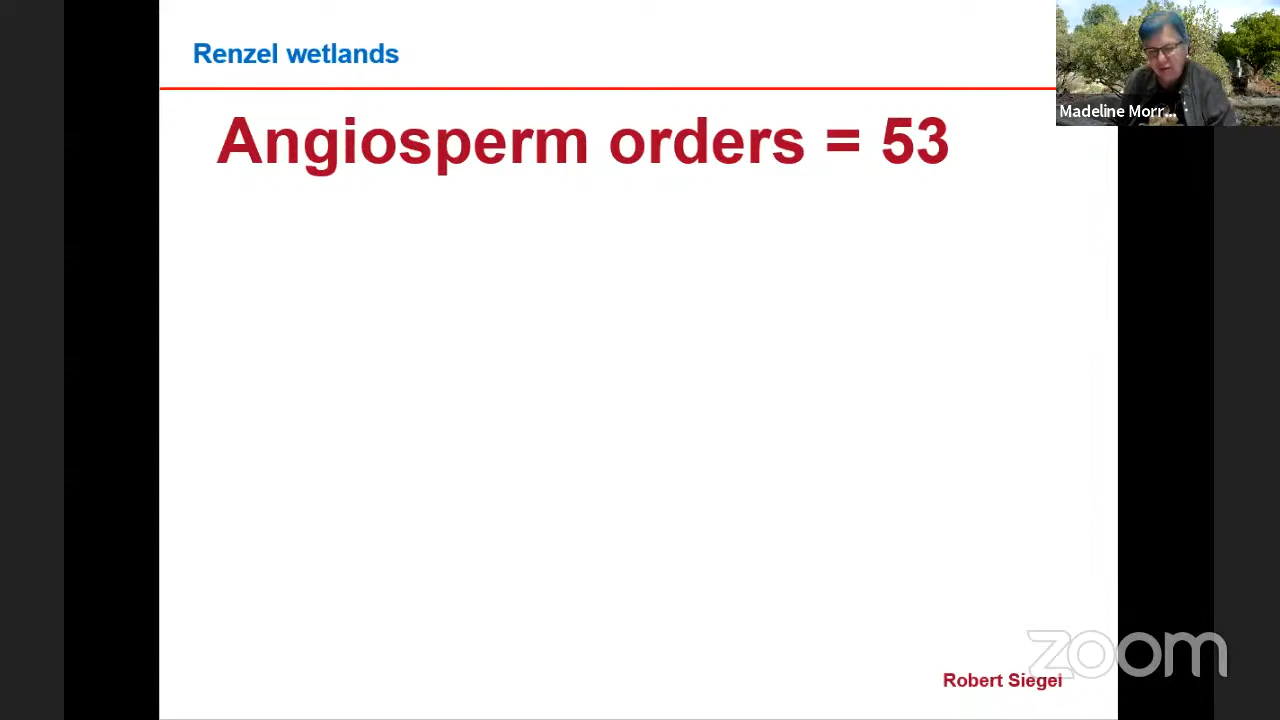 Renzel wetlands
Madeline Morr...
Angiosperm orders = 53
zoom
Robert Siegel